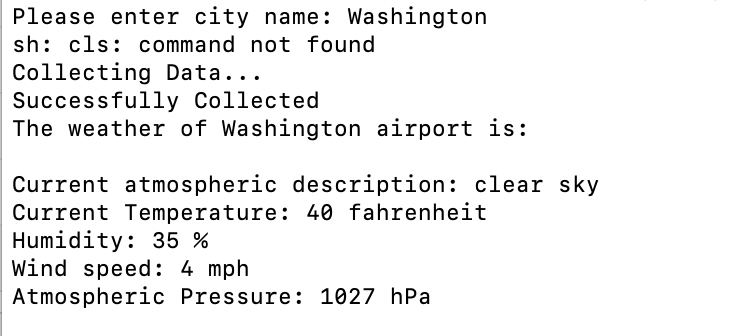 Please enter city name: Washington
sh: cls: command not found
Collecting Data...
Successfully Collected
The weather of Washington airport is:
Current atmospheric description: clear sky
Current Temperature: 40 fahrenheit
Humidity: 35 %
Wind speed: 4 mph
Atmospheric Pressure: 1027 hPa